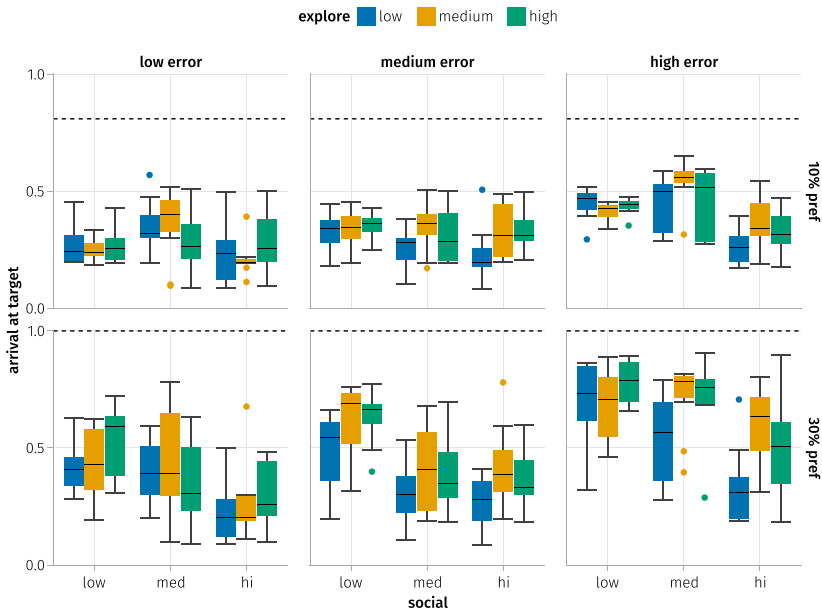 explore low medium high
low error medium error high error
1.0
0.5
0.0
10% pref
arrival at target
1.0
0.5
0.0
30% pref
low med hi low med hi low med hi
social